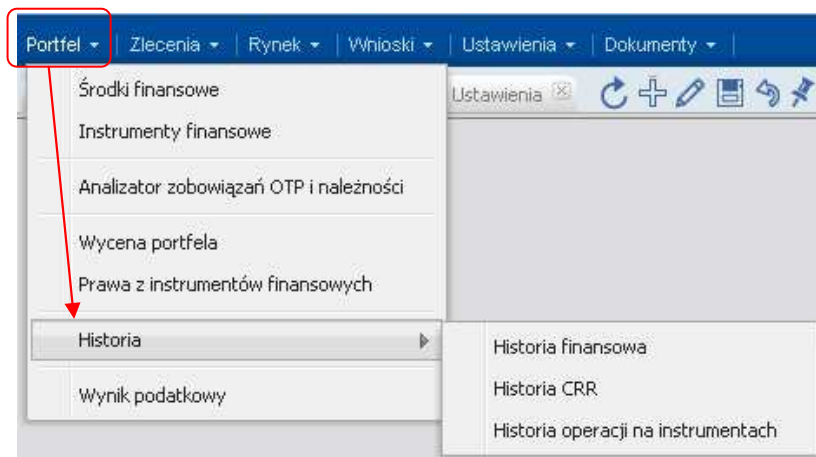 Portfel Zlecenia Rynek Wnioski Ustawienia Dokumenty
Środki finansowe
Ustawienia
Instrumenty finansowe
Analizator zobowiązań OTP i należności
Wycena portfela
Prawa z instrumentów finansowych
Historia
Historia finansowa
Wynik podatkowy
Historia CRR
Historia operacji na instrumentach